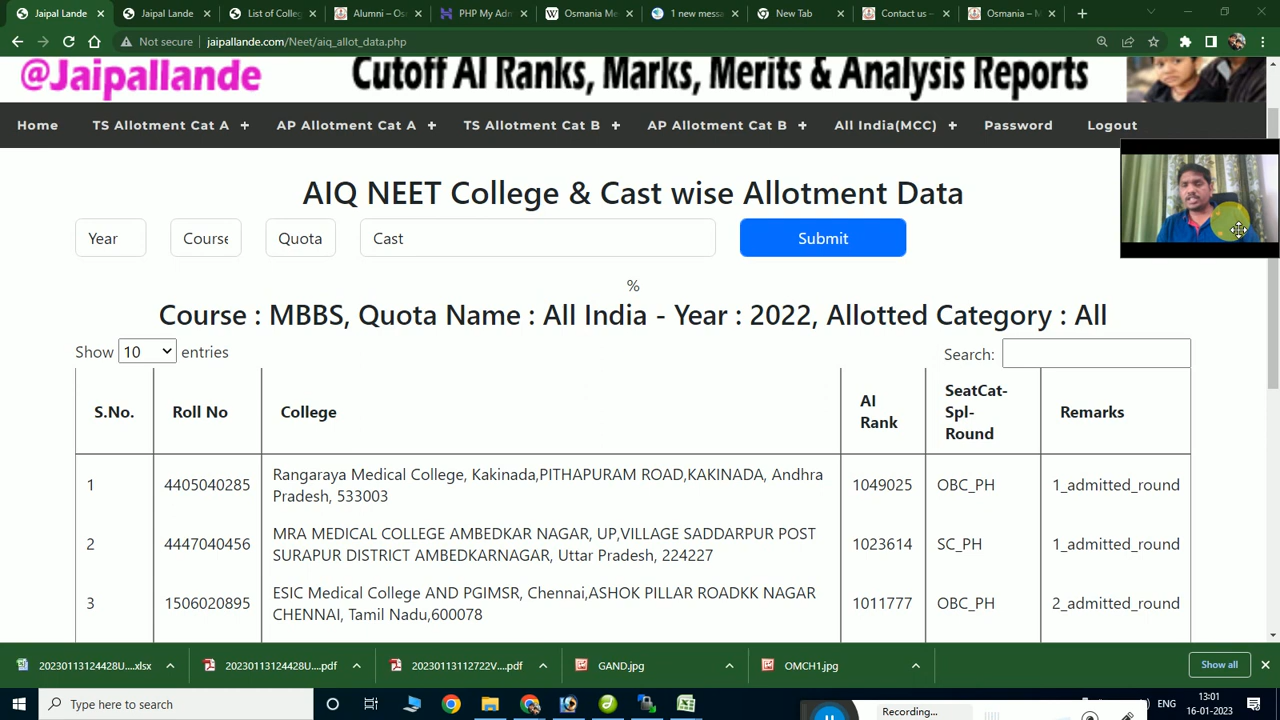 Jaipal Lande
Jaipal Lande
List of Colleg
Alumni – Os
PHP My Adm
Osmania Me
1 new messa
New Tab
Contact us –
Osmania – M
Not secure
jaipallande.com/Neet/aiq_allot_data.php
@Jaipallande
Cutoff AI Ranks, Marks, Merits & Analysis Reports
Home
TS Allotment Cat A +
AP Allotment Cat A +
TS Allotment Cat B +
AP Allotment Cat B +
All India(MCC) +
Password
Logout
AIQ NEET College & Cast wise Allotment Data
Year
Course
Quota
Cast
Submit
%
Course : MBBS, Quota Name : All India - Year : 2022, Allotted Category : All
Show 10 entries
Search:
S.No.
Roll No
College
AI
Rank
SeatCat-
Spl-
Round
Remarks
1
4405040285
Rangaraya Medical College, Kakinada,PITHAPURAM ROAD,KAKINADA, Andhra
Pradesh, 533003
1049025
OBC_PH
1_admitted_round
2
4447040456
MRA MEDICAL COLLEGE AMBEDKAR NAGAR, UP,VILLAGE SADDARPUR POST
SURAPUR DISTRICT AMBEDKARNAGAR, Uttar Pradesh, 224227
1023614
SC_PH
1_admitted_round
3
1506020895
ESIC Medical College AND PGIMSR, Chennai,ASHOK PILLAR ROADKK NAGAR
CHENNAI, Tamil Nadu,600078
1011777
OBC_PH
2_admitted_round
20230113124428U....xlsx
20230113124428U....pdf
20230113112722V....pdf
GAND.jpg
OMCH1.jpg
Show all
Type here to search
Recording...
ENG
13:01
16-01-2023